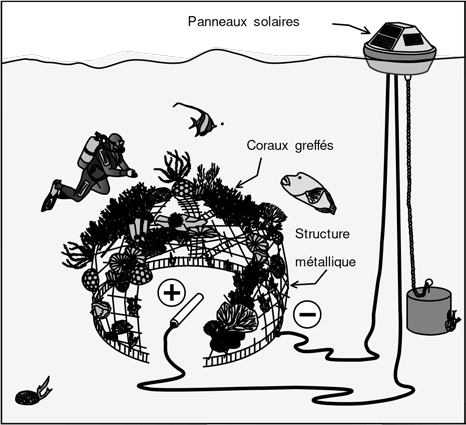 Panneaux solaires
Coraux greffés
Structure
métallique
+
−